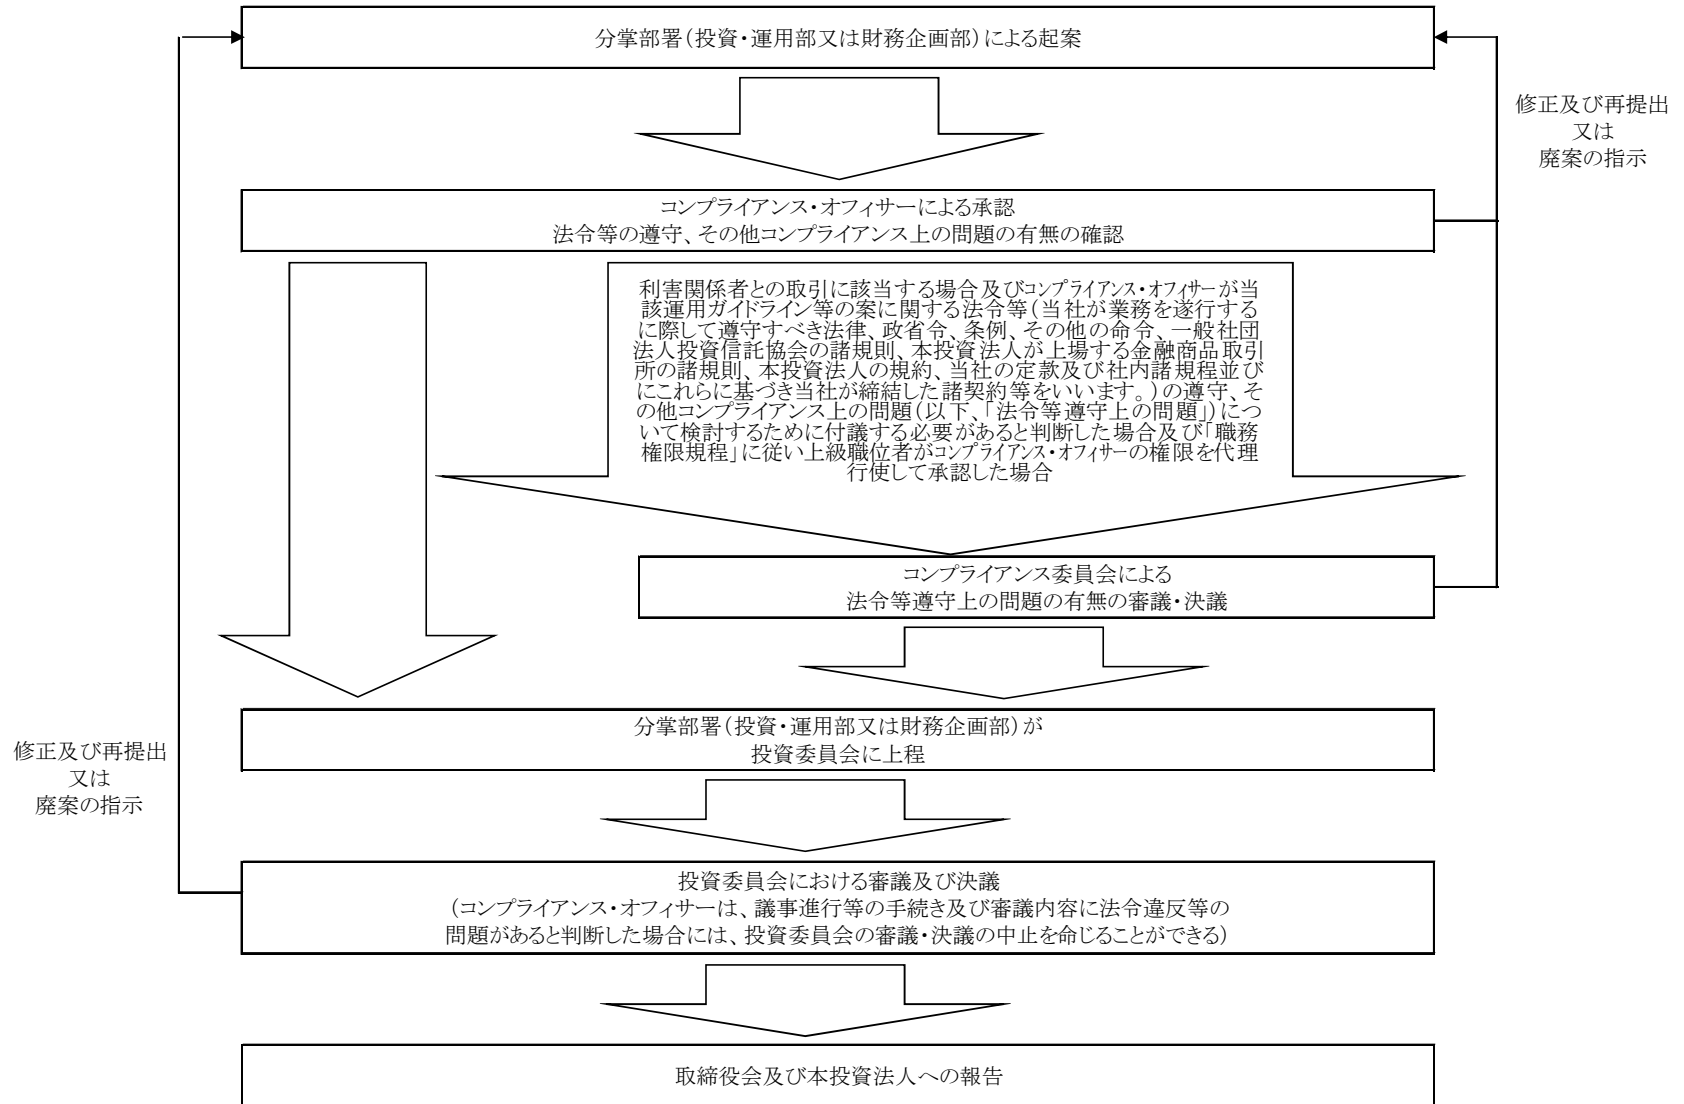 分掌部署（投資・運用部又は財務企画部）による起案
修正及び再提出
又は
廃案の指示
コンプライアンス・オフィサーによる承認
法令等の遵守、その他コンプライアンス上の問題の有無の確認
利害関係者との取引に該当する場合及びコンプライアンス・オフィサーが当
該運用ガイドライン等の案に関する法令等（当社が業務を遂行する
に際して遵守すべき法律、政省令、条例、その他の命令、一般社団
法人投資信託協会の諸規則、本投資法人が上場する金融商品取引
所の諸規則、本投資法人の規約、当社の定款及び社内諸規程並び
にこれらに基づき当社が締結した諸契約等をいいます。）の遵守、そ
の他コンプライアンス上の問題（以下、「法令等遵守上の問題」）につ
いて検討するために付議する必要があると判断した場合及び「職務
権限規程」に従い上級職位者がコンプライアンス・オフィサーの権限を代理
行使して承認した場合
コンプライアンス委員会による
法令等遵守上の問題の有無の審議・決議
分掌部署（投資・運用部又は財務企画部）が
投資委員会に上程
修正及び再提出
又は
廃案の指示
投資委員会における審議及び決議
（コンプライアンス・オフィサーは、議事進行等の手続き及び審議内容に法令違反等の
問題があると判断した場合には、投資委員会の審議・決議の中止を命じることができる）
取締役会及び本投資法人への報告